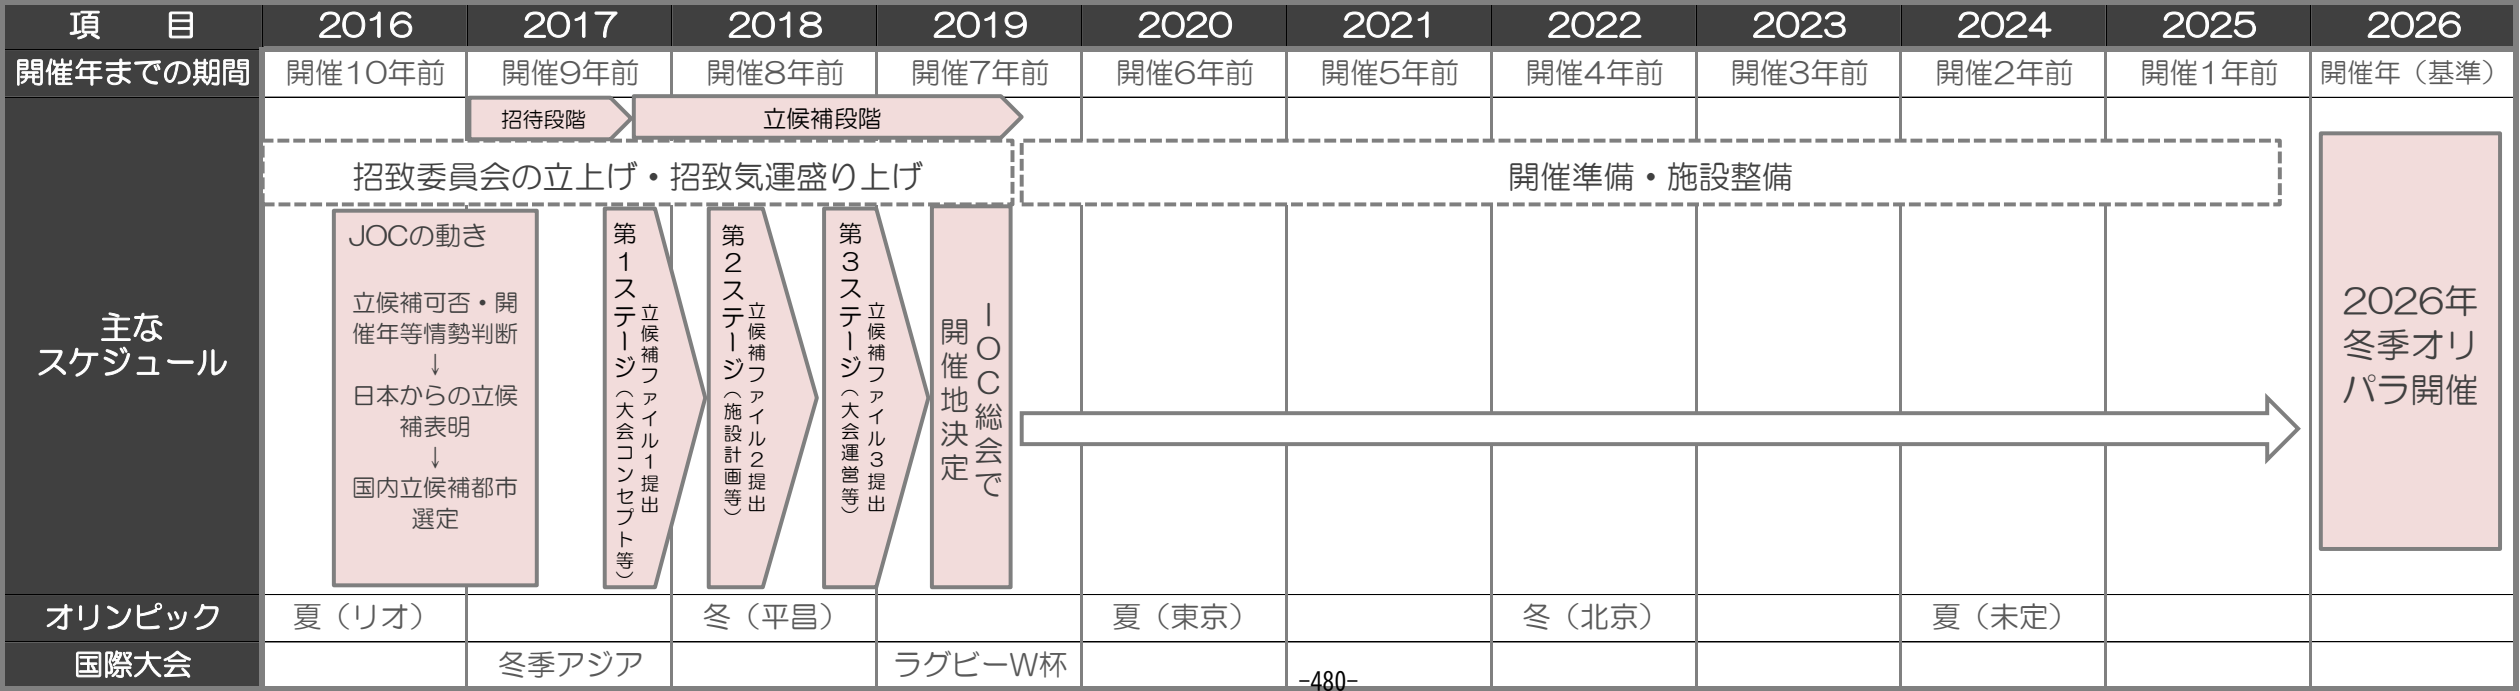 項　目 2016 2017 2018 2019 2020 2021 2022 2023 2024 2025 2026
開催年までの期間 開催10年前 開催9年前 開催8年前 開催7年前 開催6年前 開催5年前 開催4年前 開催3年前 開催2年前 開催1年前 開催年（基準）
主な
スケジュール
招待段階
立候補段階
招致委員会の立上げ・招致気運盛り上げ
開催準備・施設整備
JOCの動き
立候補可否・開
催年等情勢判断
↓
日本からの立候
補表明
↓
国内立候補都市
選定
第1ステージ（大会コンセプト等）
立候補ファイル1提出
第2ステージ（施設計画等）
立候補ファイル2提出
第3ステージ（大会運営等）
立候補ファイル3提出
IOC総会で
開催地決定
2026年
冬季オリ
パラ開催
オリンピック 夏（リオ） 冬（平昌） 夏（東京） 冬（北京） 夏（未定）
国際大会 冬季アジア ラグビーW杯
-480-